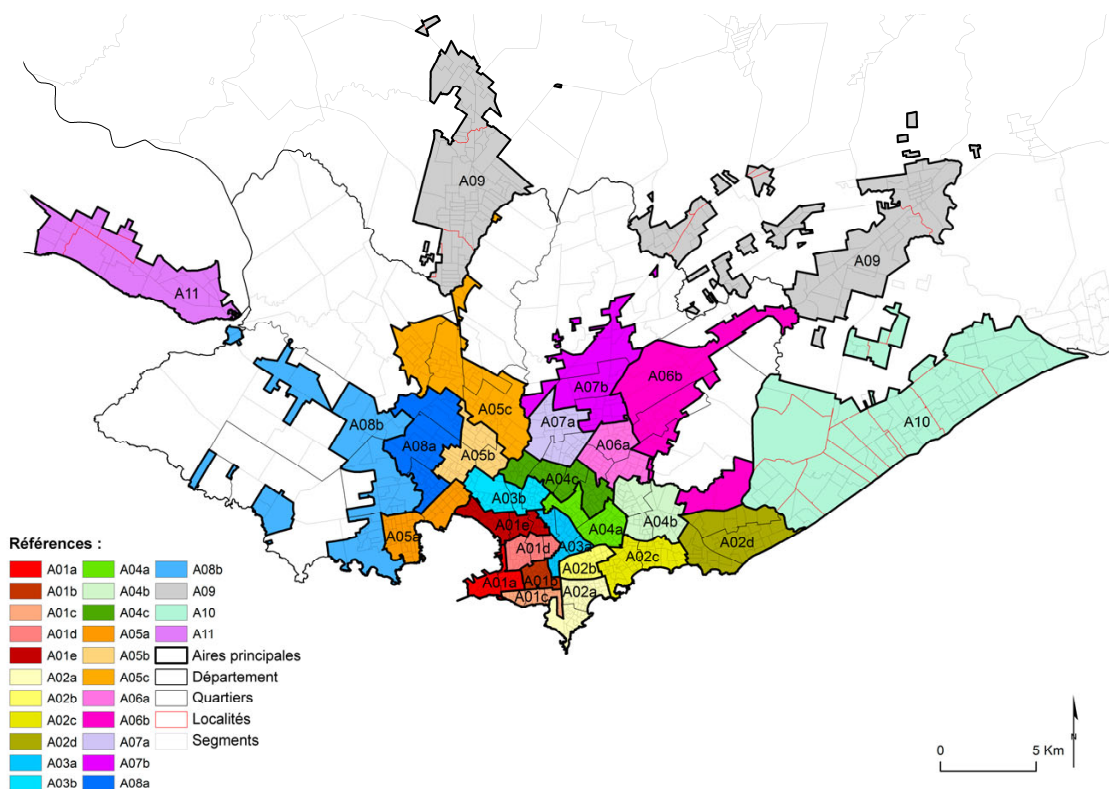 A09
A09
A11
A10
A06b
A07b
A05c
A07a
A08b
A08a
A06a
A05b
A04c
A03b
A04b
A04a
A01e
A05a
A03a
A02d
A01d
A02c
A02b
A01a
A01b
A02a
A01c
Références :
A01a A04a A08b
A01b A04b A09
A01c A04c A10
A01d A05a A11
A01e A05b Aires principales
A02a A05c Département
A02b A06a Quartiers
A02c A06b Localités
A02d A07a Segments
A03a A07b
A03b A08a
N
0 5 Km